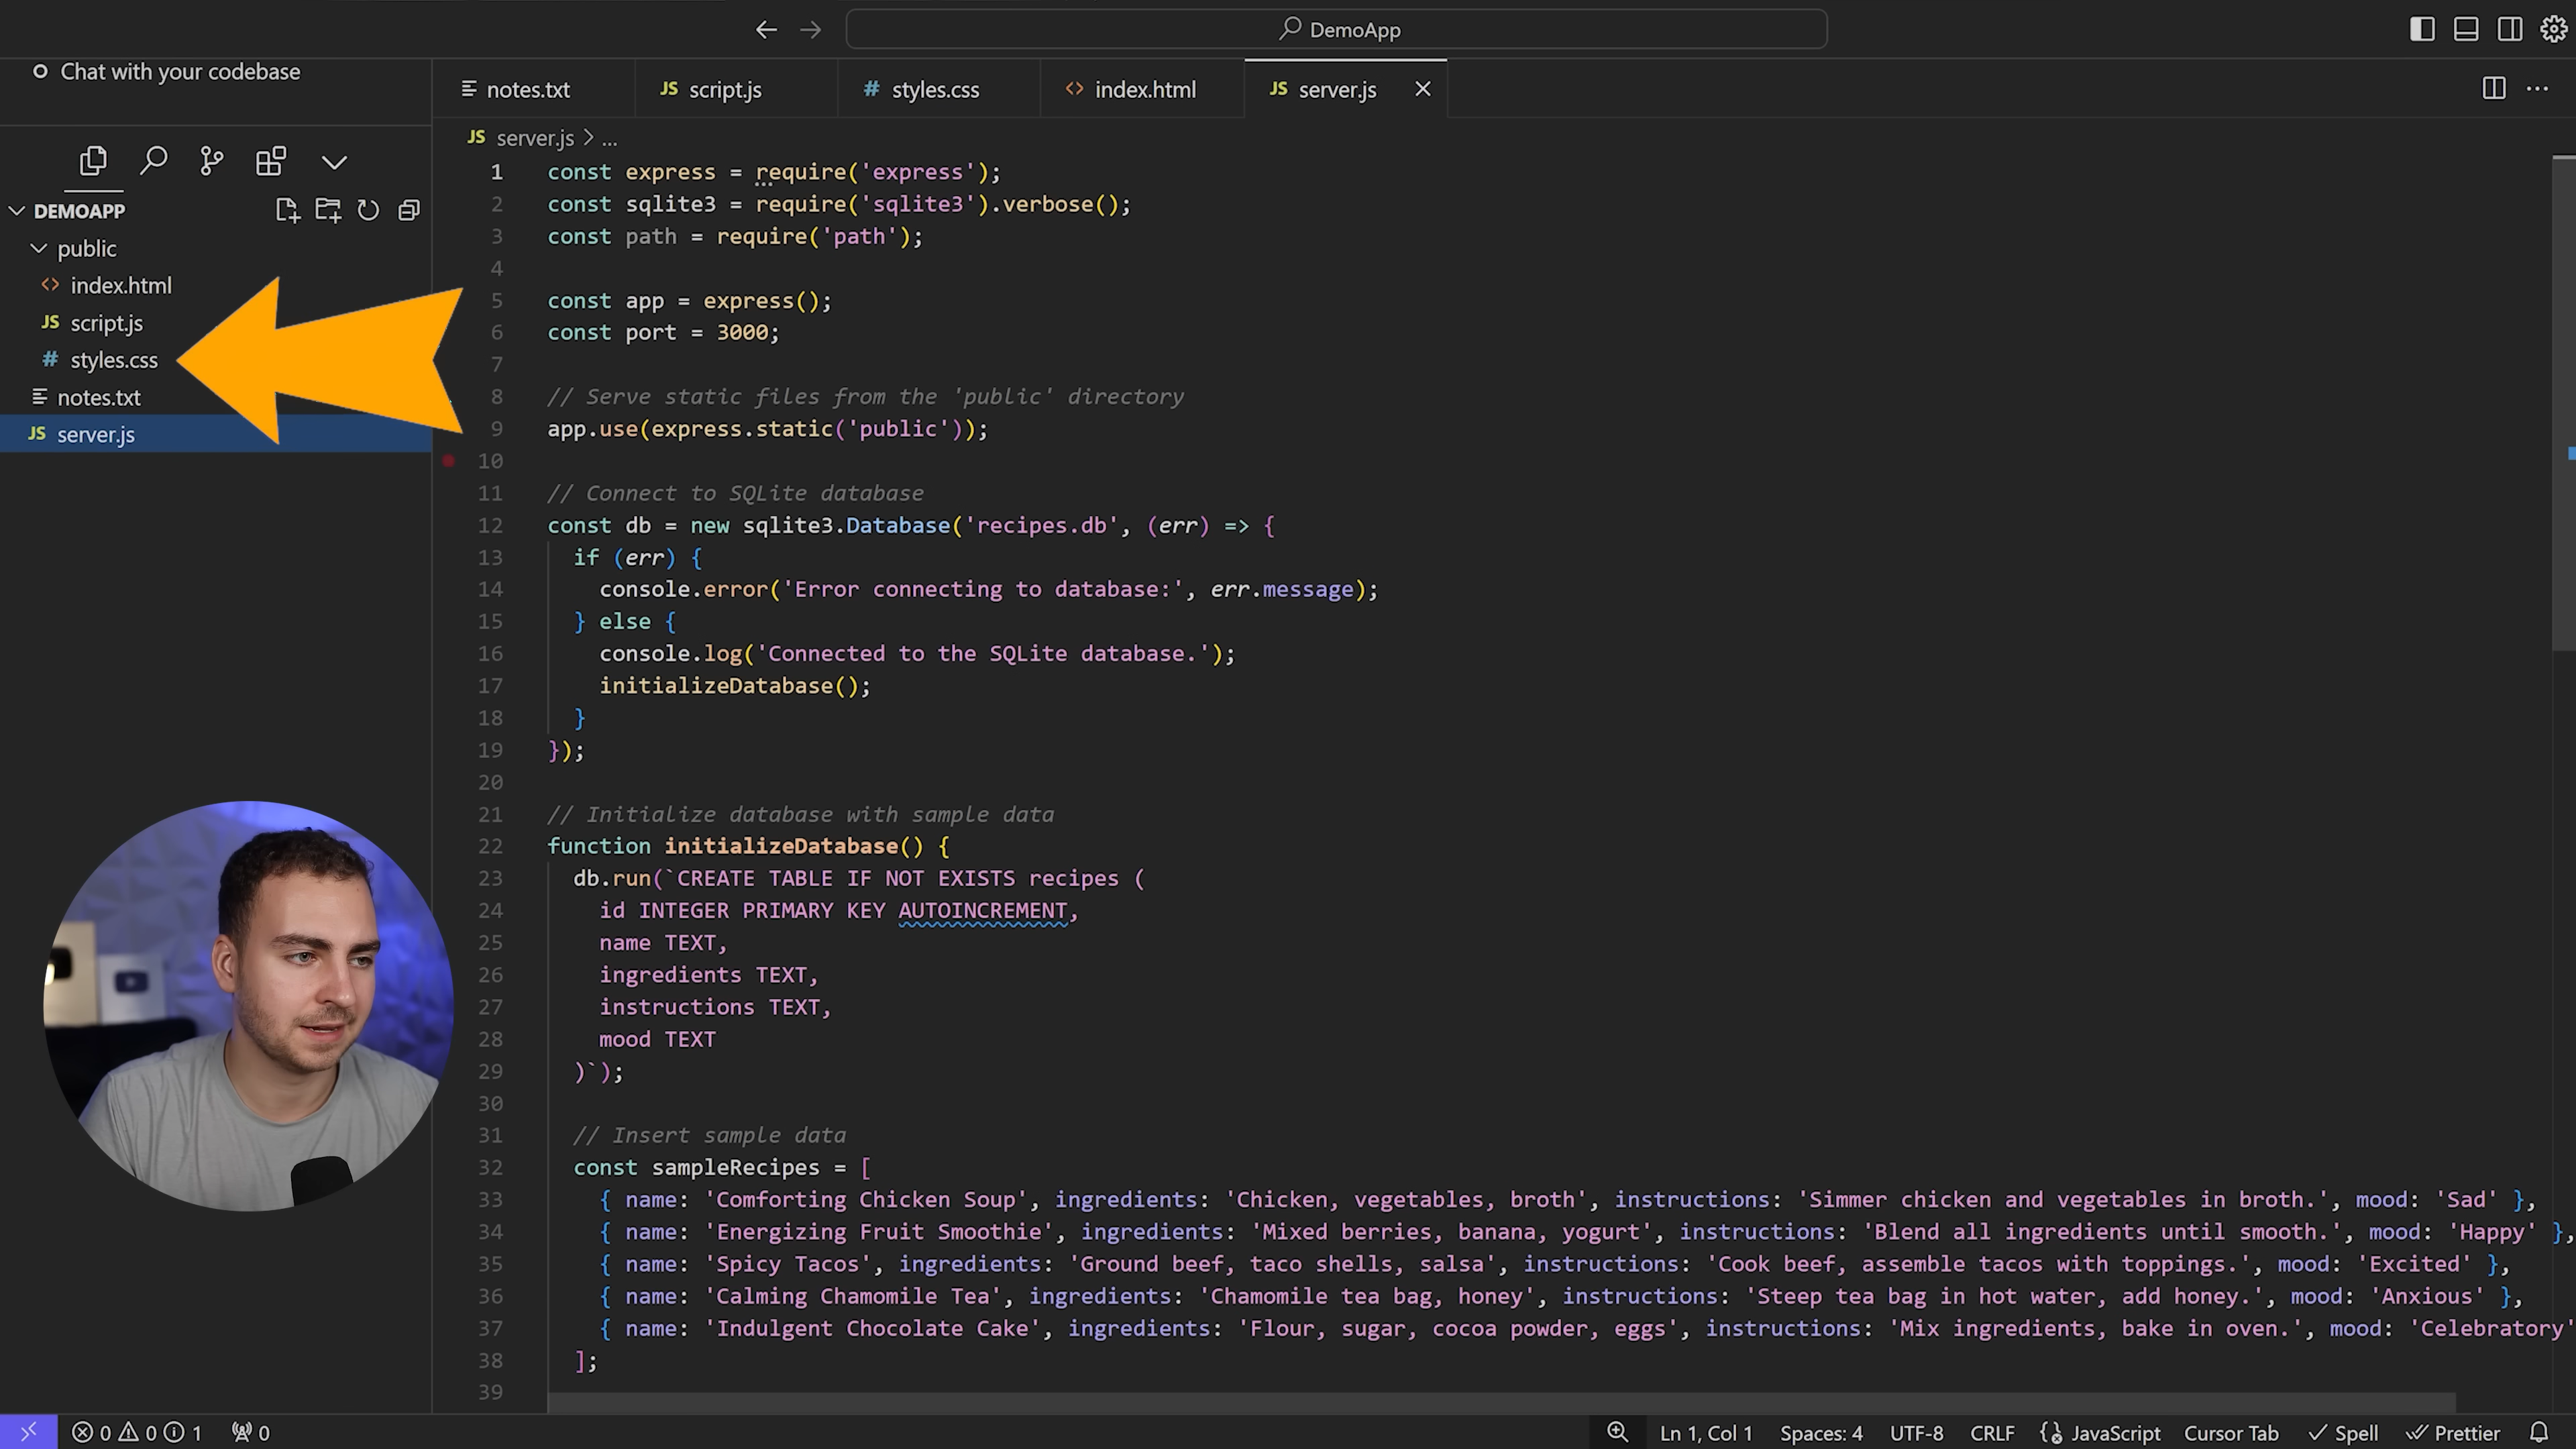 DemoApp
Chat with your codebase
notes.txt
JS script.js
# styles.css
<> index.html
JS server.js
JS server.js > ...
DEMOAPP
public
<> index.html
JS script.js
# styles.css
notes.txt
JS server.js
1 const express = require('express');
2 const sqlite3 = require('sqlite3').verbose();
3 const path = require('path');
4
5 const app = express();
6 const port = 3000;
7
8 // Serve static files from the 'public' directory
9 app.use(express.static('public'));
10
11 // Connect to SQLite database
12 const db = new sqlite3.Database('recipes.db', (err) => {
13 if (err) {
14 console.error('Error connecting to database:', err.message);
15 } else {
16 console.log('Connected to the SQLite database.');
17 initializeDatabase();
18 }
19 });
20
21 // Initialize database with sample data
22 function initializeDatabase() {
23 db.run(`CREATE TABLE IF NOT EXISTS recipes (
24 id INTEGER PRIMARY KEY AUTOINCREMENT,
25 name TEXT,
26 ingredients TEXT,
27 instructions TEXT,
28 mood TEXT
29 )`);
30
31 // Insert sample data
32 const sampleRecipes = [
33 { name: 'Comforting Chicken Soup', ingredients: 'Chicken, vegetables, broth', instructions: 'Simmer chicken and vegetables in broth.', mood: 'Sad' },
34 { name: 'Energizing Fruit Smoothie', ingredients: 'Mixed berries, banana, yogurt', instructions: 'Blend all ingredients until smooth.', mood: 'Happy' },
35 { name: 'Spicy Tacos', ingredients: 'Ground beef, taco shells, salsa', instructions: 'Cook beef, assemble tacos with toppings.', mood: 'Excited' },
36 { name: 'Calming Chamomile Tea', ingredients: 'Chamomile tea bag, honey', instructions: 'Steep tea bag in hot water, add honey.', mood: 'Anxious' },
37 { name: 'Indulgent Chocolate Cake', ingredients: 'Flour, sugar, cocoa powder, eggs', instructions: 'Mix ingredients, bake in oven.', mood: 'Celebratory'
38 ];
39
0 0 1 0 Ln 1, Col 1 Spaces: 4 UTF-8 CRLF JavaScript Cursor Tab Spell Prettier